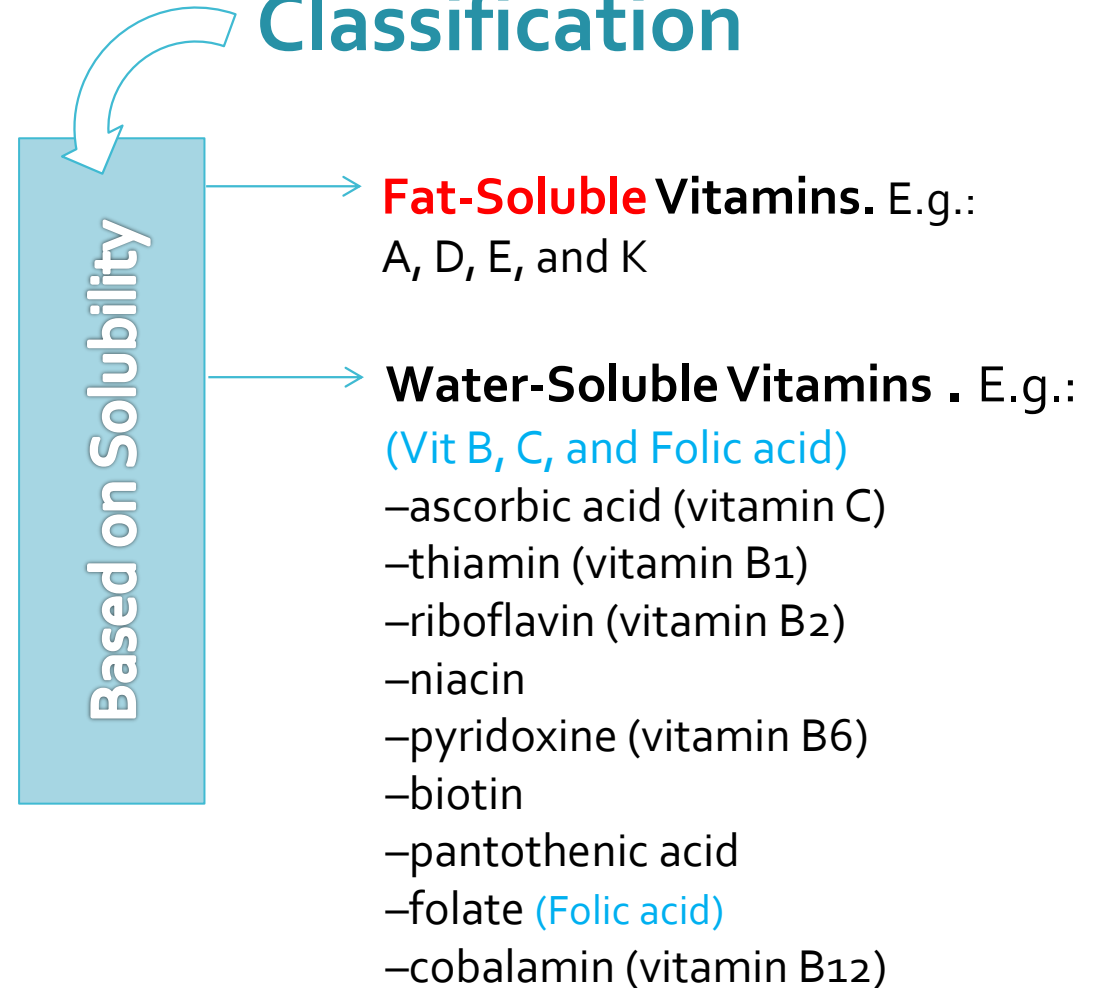 Classification
Based on Solubility
Fat-Soluble Vitamins. E.g.:
A, D, E, and K
Water-Soluble Vitamins . E.g.:
(Vit B, C, and Folic acid)
–ascorbic acid (vitamin C)
–thiamin (vitamin B1)
–riboflavin (vitamin B2)
–niacin
–pyridoxine (vitamin B6)
–biotin
–pantothenic acid
–folate (Folic acid)
–cobalamin (vitamin B12)